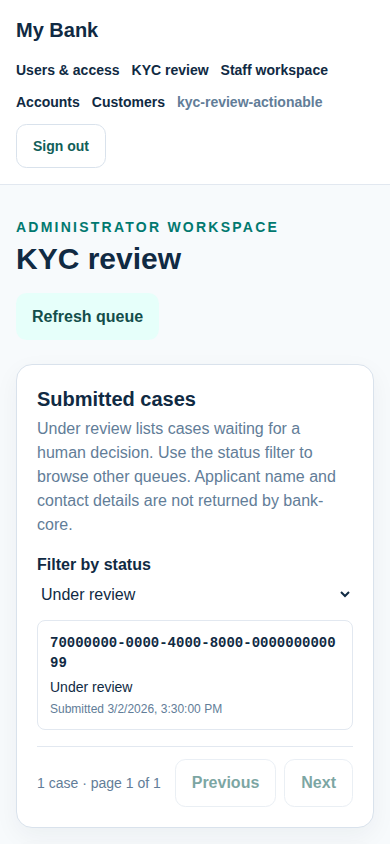 My Bank
Users & access KYC review Staff workspace
Accounts Customers kyc-review-actionable
Sign out
ADMINISTRATOR WORKSPACE
KYC review
Refresh queue
Submitted cases
Under review lists cases waiting for a
human decision. Use the status filter to
browse other queues. Applicant name and
contact details are not returned by bank-
core.
Filter by status
Under review
70000000-0000-4000-8000-0000000000
99
Under review
Submitted 3/2/2026, 3:30:00 PM
1 case · page 1 of 1 Previous Next